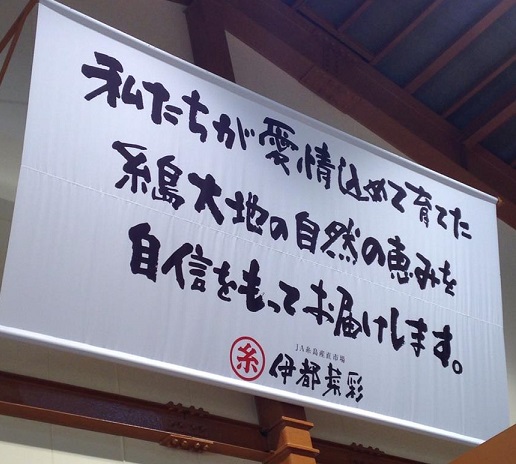 私たちが愛情込めて育てた
糸島大地の自然の恵みを
自信をもってお届けします。
JA糸島産直市場
糸 伊都菜彩